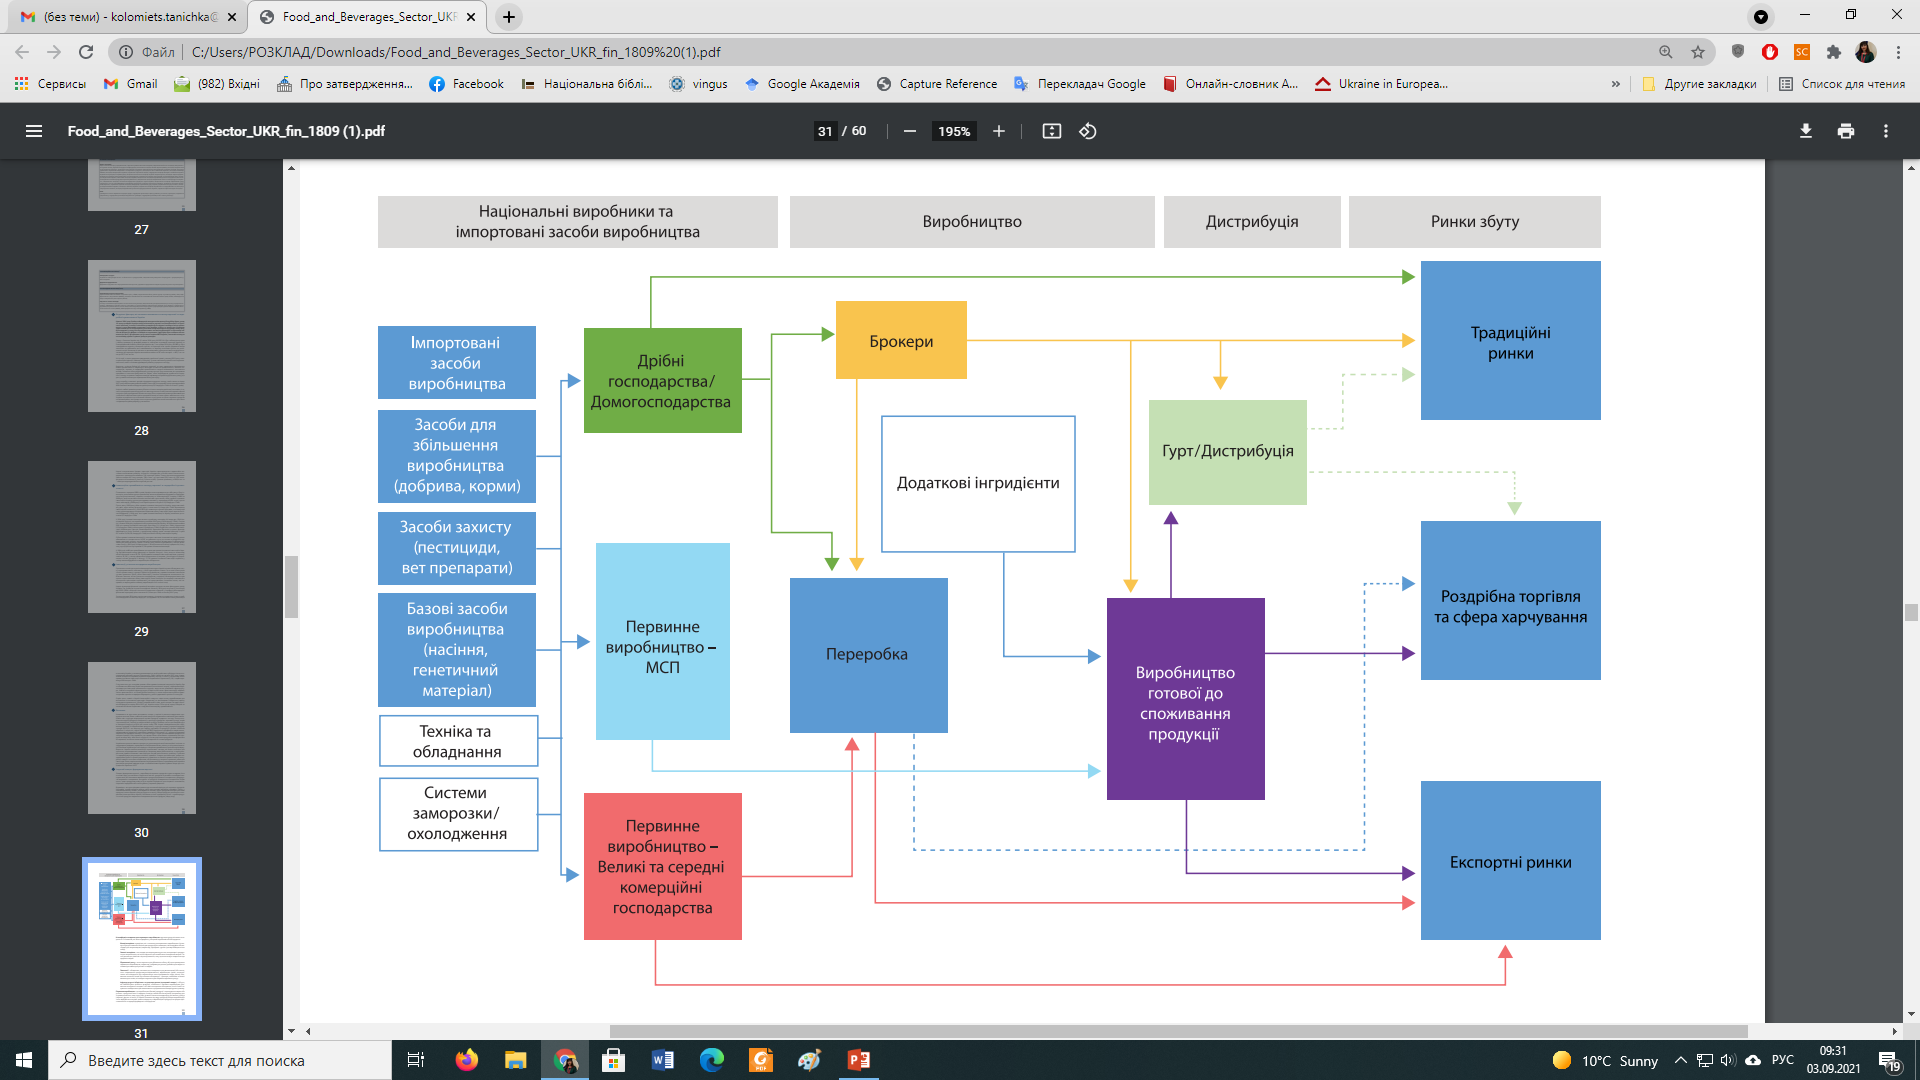 (без теми) - kolomiets.tanichka@
Food_and_Beverages_Sector_UKR
Файл
C:/Users/РОЗКЛАД/Downloads/Food_and_Beverages_Sector_UKR_fin_1809%20(1).pdf
SC
Сервисы
Gmail
(982) Вхідні
Про затвердження...
Facebook
Національна бібліі...
vingus
Google Академія
Capture Reference
Перекладач Google
Онлайн-словник А...
Ukraine in Europea...
»
Другие закладки
Список для чтения
Food_and_Beverages_Sector_UKR_fin_1809 (1).pdf
31 / 60
195%
27
28
29
30
31
Національні виробники та
імпортовані засоби виробництва
Виробництво
Дистрибуція
Ринки збуту
Імпортовані
засоби
виробництва
Засоби для
збільшення
виробництва
(добрива, корми)
Засоби захисту
(пестициди,
вет препарати)
Базові засоби
виробництва
(насіння,
генетичний
матеріал)
Техніка та
обладнання
Системи
заморозки/
охолодження
Дрібні
господарства/
Домогосподарства
Первинне
виробництво –
МСП
Первинне
виробництво –
Великі та середні
комерційні
господарства
Брокери
Додаткові інгридієнти
Переробка
Гурт/Дистрибуція
Виробництво
готової до
споживання
продукції
Традиційні
ринки
Роздрібна торгівля
та сфера харчування
Експортні ринки
Введите здесь текст для поиска
10°C Sunny
РУС
09:31
03.09.2021
19